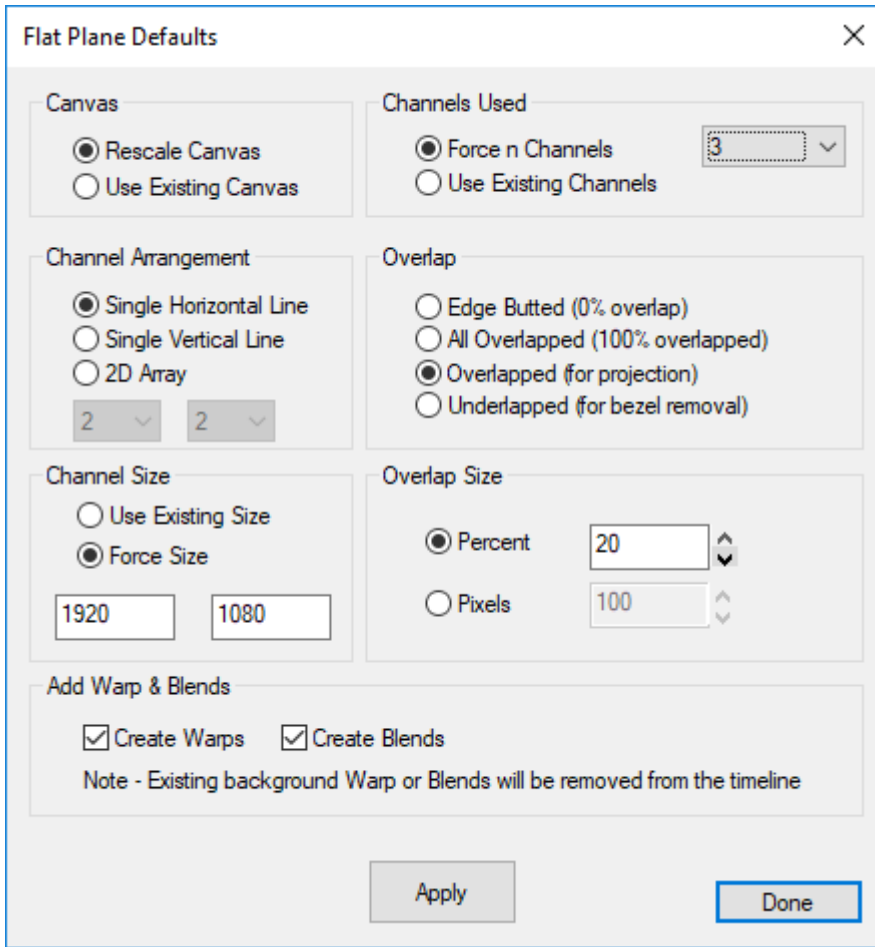 Flat Plane Defaults
Canvas
Rescale Canvas
Use Existing Canvas
Channels Used
Force n Channels
3
Use Existing Channels
Channel Arrangement
Single Horizontal Line
Single Vertical Line
2D Array
2 2
Overlap
Edge Butted (0% overlap)
All Overlapped (100% overlapped)
Overlapped (for projection)
Underlapped (for bezel removal)
Channel Size
Use Existing Size
Force Size
1920 1080
Overlap Size
Percent 20
Pixels 100
Add Warp & Blends
Create Warps Create Blends
Note - Existing background Warp or Blends will be removed from the timeline
Apply
Done